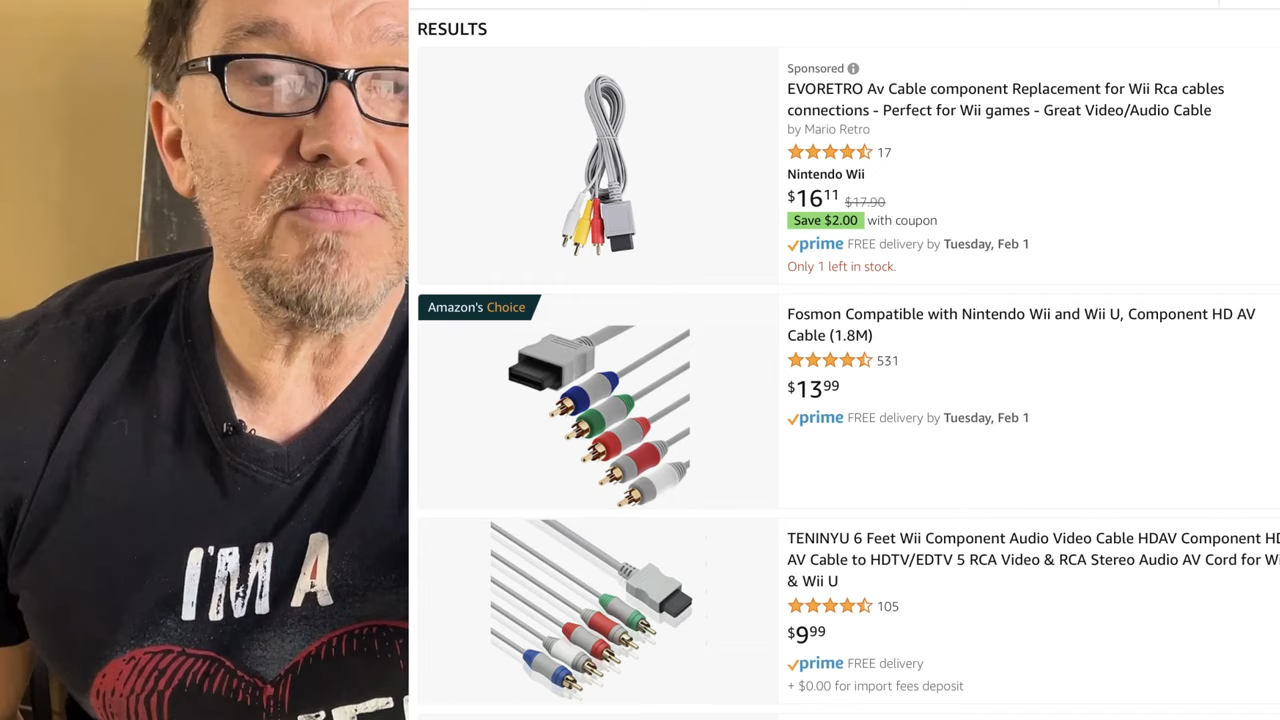 I'M A
RESULTS
Sponsored
EVORETRO Av Cable component Replacement for Wii Rca cables
connections - Perfect for Wii games - Great Video/Audio Cable
by Mario Retro
17
Nintendo Wii
$16 11 $17.90
Save $2.00 with coupon
prime FREE delivery by Tuesday, Feb 1
Only 1 left in stock.
Amazon's Choice
Fosmon Compatible with Nintendo Wii and Wii U, Component HD AV
Cable (1.8M)
531
$13 99
prime FREE delivery by Tuesday, Feb 1
TENINYU 6 Feet Wii Component Audio Video Cable HDAV Component HD
AV Cable to HDTV/EDTV 5 RCA Video & RCA Stereo Audio AV Cord for Wi
& Wii U
105
$9 99
prime FREE delivery
+ $0.00 for import fees deposit